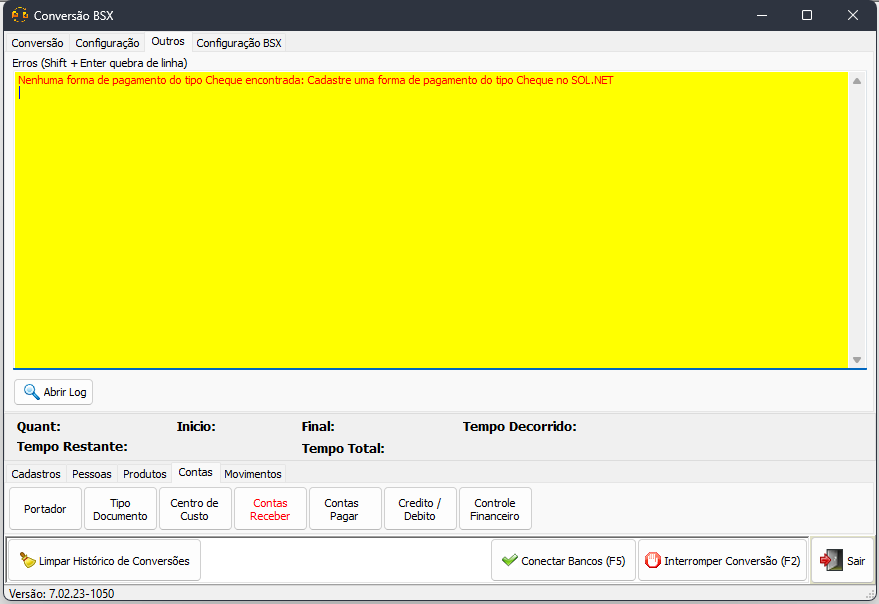 Conversão BSX
Conversão Configuração Outros Configuração BSX
Erros (Shift + Enter quebra de linha)
Nenhuma forma de pagamento do tipo Cheque encontrada: Cadastre uma forma de pagamento do tipo Cheque no SOL.NET
Abrir Log
Quant: Inicio: Final: Tempo Decorrido:
Tempo Restante: Tempo Total:
Cadastros Pessoas Produtos Contas Movimentos
Portador
Tipo
Documento
Centro de
Custo
Contas
Receber
Contas
Pagar
Credito /
Debito
Controle
Financeiro
Limpar Histórico de Conversões Conectar Bancos (F5) Interromper Conversão (F2) Sair
Versão: 7.02.23-1050